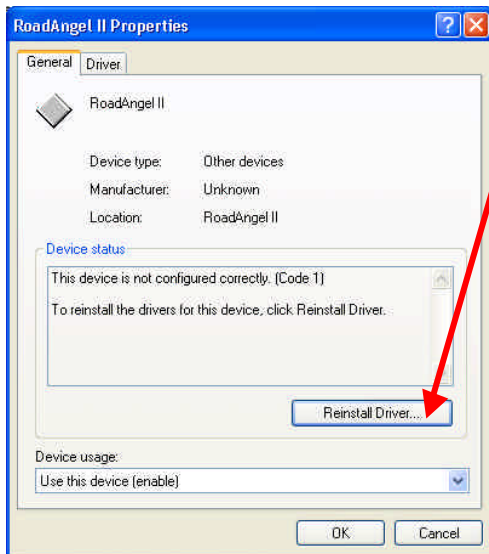 RoadAngel II Properties
General Driver
RoadAngel II
Device type: Other devices
Manufacturer: Unknown
Location: RoadAngel II
Device status
This device is not configured correctly. (Code 1)
To reinstall the drivers for this device, click Reinstall Driver.
Reinstall Driver...
Device usage:
Use this device (enable)
OK Cancel